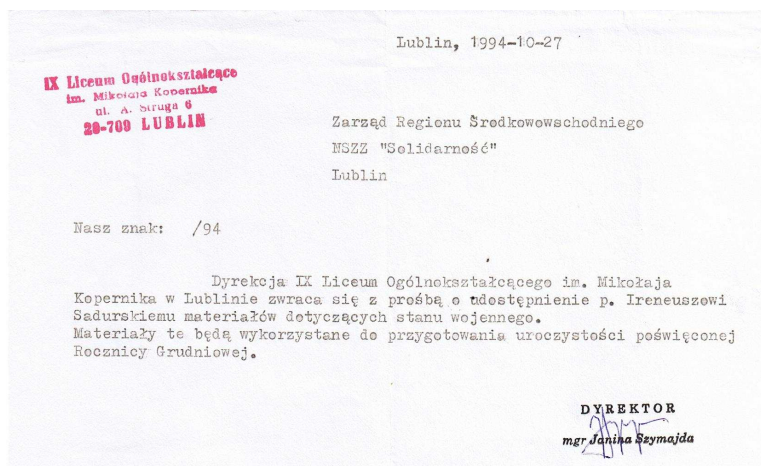 Lublin, 1994-10-27
IX Liceum Ogólnokształcące
im. Mikołaja Kopernika
ul. A. Struga 6
20-709 LUBLIN
Zarząd Regionu Środkowowschodniego
NSZZ "Solidarność"
Lublin
Nasz znak: /94
Dyrekcja IX Liceum Ogólnokształcącego im. Mikołaja
Kopernika w Lublinie zwraca się z prośbą o udostępnienie p. Ireneuszowi
Sadurskiemu materiałów dotyczących stanu wojennego.
Materiały te będą wykorzystane do przygotowania uroczystości poświęconej
Rocznicy Grudniowej.
DYREKTOR
mgr Janina Szymajda